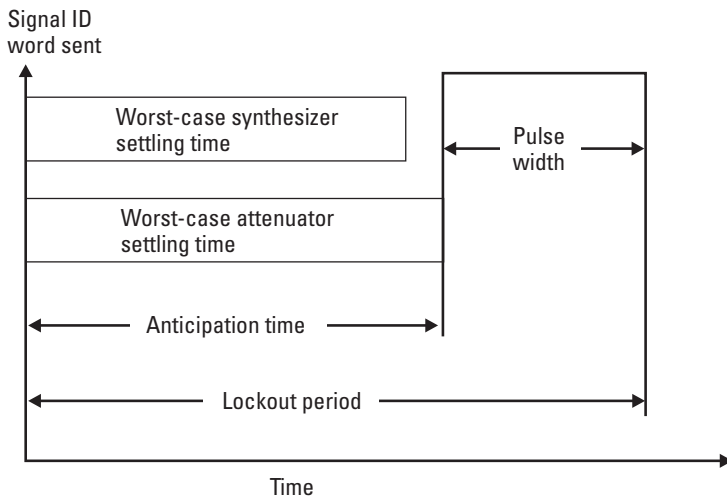 Signal ID
word sent
Worst-case synthesizer
settling time
Pulse
width
Worst-case attenuator
settling time
Anticipation time
Lockout period
Time